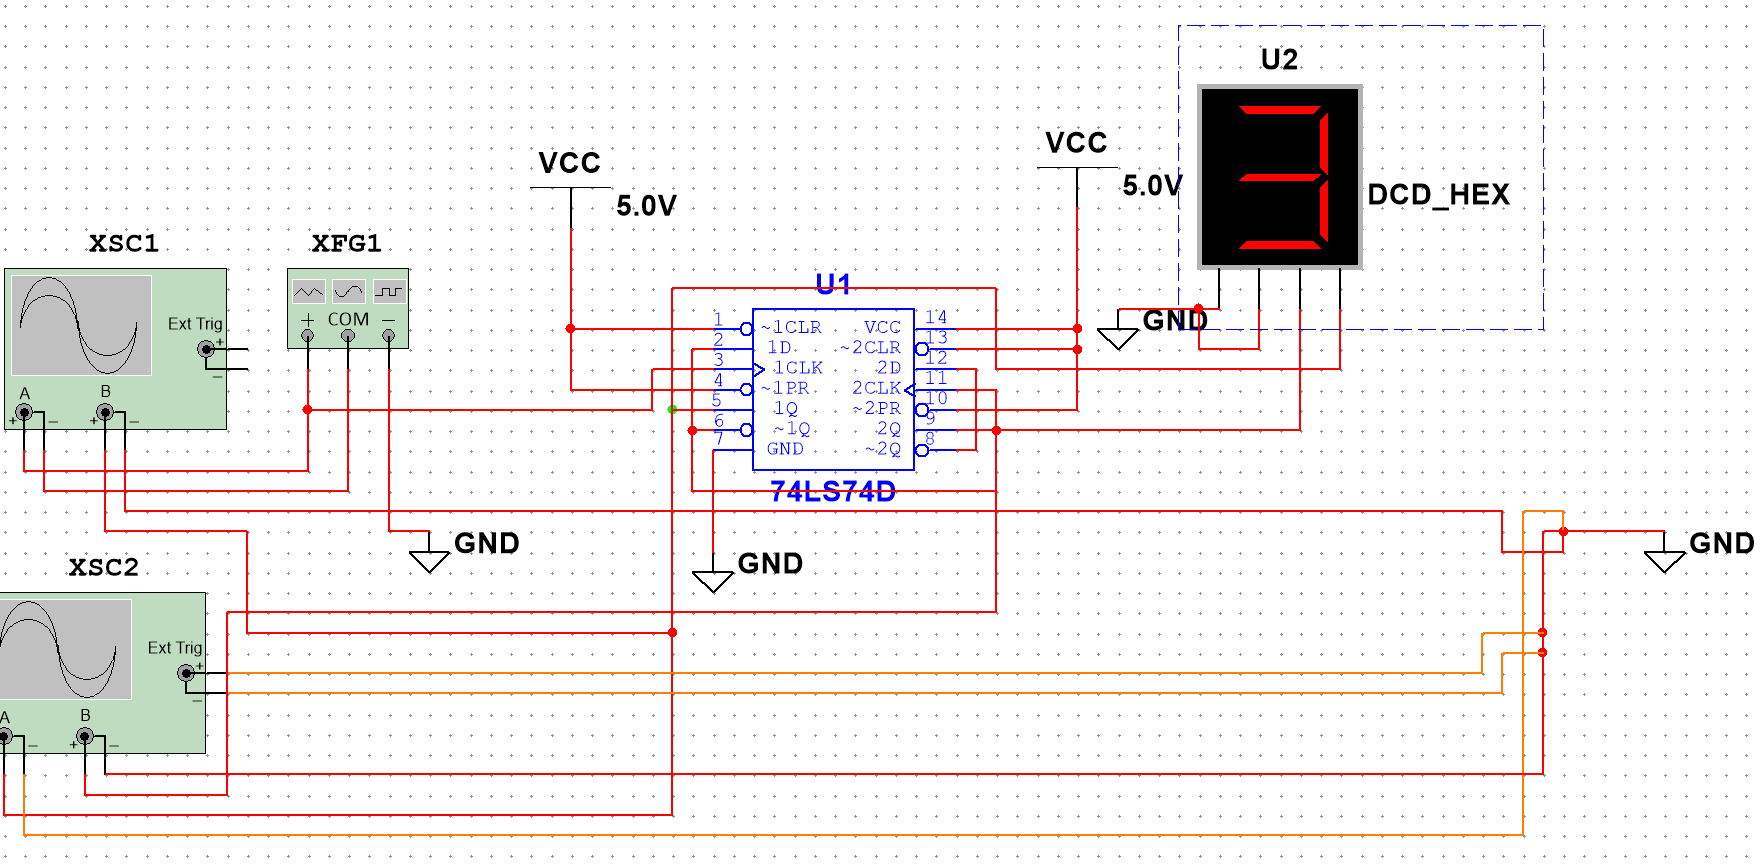 U2
VCC
5.0V
VCC
5.0V
DCD_HEX
GND
XSC1
Ext Trig
+
−
A
B
+
−
+
−
XFG1
+
COM
−
GND
U1
1
~1CLR
VCC
14
2
1D
~2CLR
13
3
1CLK
2D
12
4
~1PR
2CLK
11
5
1Q
~2PR
10
6
~1Q
2Q
9
7
GND
~2Q
8
74LS74D
GND
GND
XSC2
Ext Trig
+
−
A
B
−
+
−